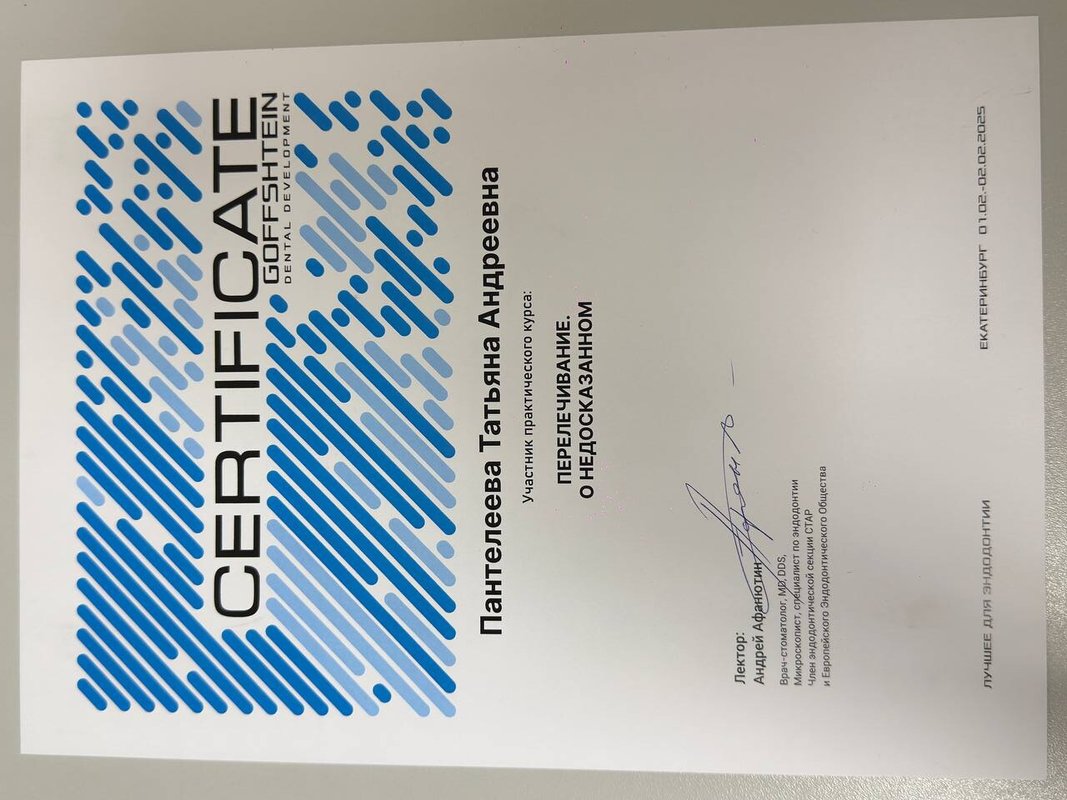 CERTIFICATE
GOFFSHTEIN
DENTAL DEVELOPMENT
Пантелеева Татьяна Андреевна
Участник практического курса:
ПЕРЕЛЕЧИВАНИЕ.
О НЕДОСКАЗАННОМ
Лектор:
Андрей Афанютин
Врач-стоматолог, MD, DDS,
Микроскопист, специалист по эндодонтии
Член эндодонтической секции СТАР
и Европейского Эндодонтического Общества
ЛУЧШЕЕ ДЛЯ ЭНДОДОНТИИ
ЕКАТЕРИНБУРГ 01.02.-02.02.2025